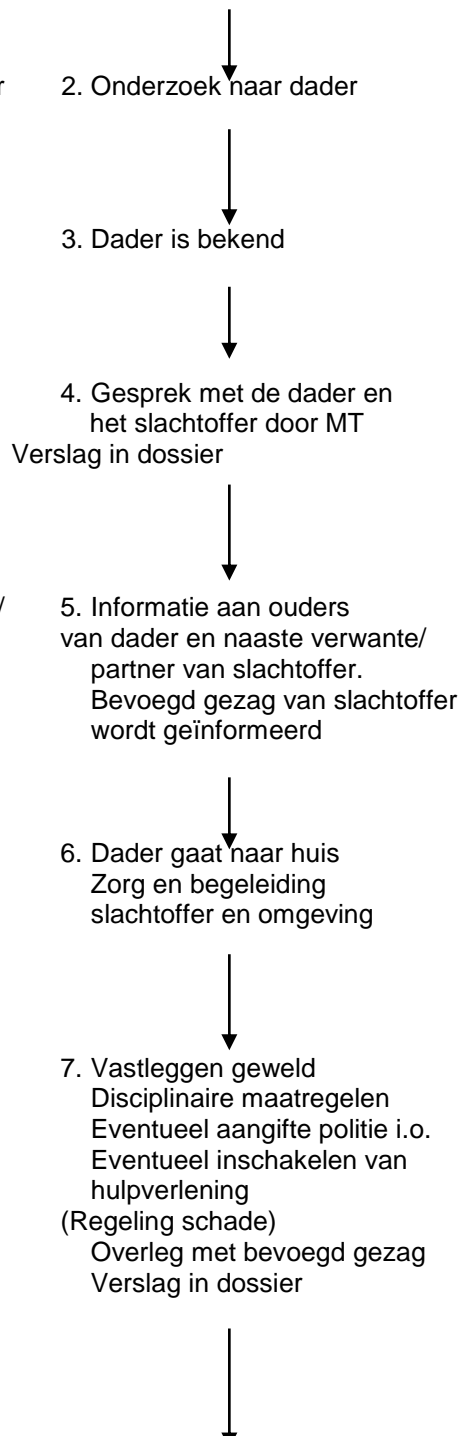 r
2. Onderzoek naar dader
3. Dader is bekend
4. Gesprek met de dader en
het slachtoffer door MT
Verslag in dossier
/
5. Informatie aan ouders
van dader en naaste verwante/
partner van slachtoffer.
Bevoegd gezag van slachtoffer
wordt geïnformeerd
6. Dader gaat naar huis
Zorg en begeleiding
slachtoffer en omgeving
7. Vastleggen geweld
Disciplinaire maatregelen
Eventueel aangifte politie i.o.
Eventueel inschakelen van
hulpverlening
(Regeling schade)
Overleg met bevoegd gezag
Verslag in dossier